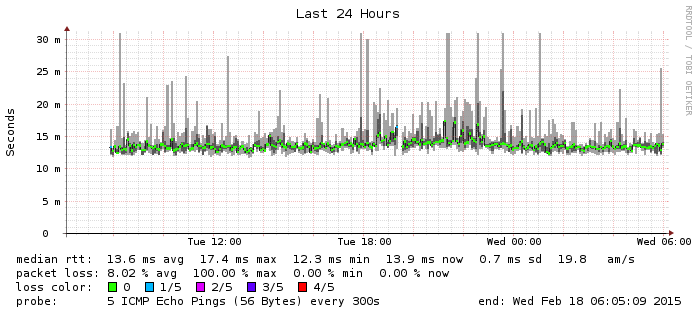 Last 24 Hours
RRDTOOL / TOBI OETIKER
Seconds
30 m
25 m
20 m
15 m
10 m
5 m
0
Tue 12:00 Tue 18:00 Wed 00:00 Wed 06:00
median rtt: 13.6 ms avg 17.4 ms max 12.3 ms min 13.9 ms now 0.7 ms sd 19.8 am/s
packet loss: 8.02 % avg 100.00 % max 0.00 % min 0.00 % now
loss color: 0 1/5 2/5 3/5 4/5
probe: 5 ICMP Echo Pings (56 Bytes) every 300s end: Wed Feb 18 06:05:09 2015